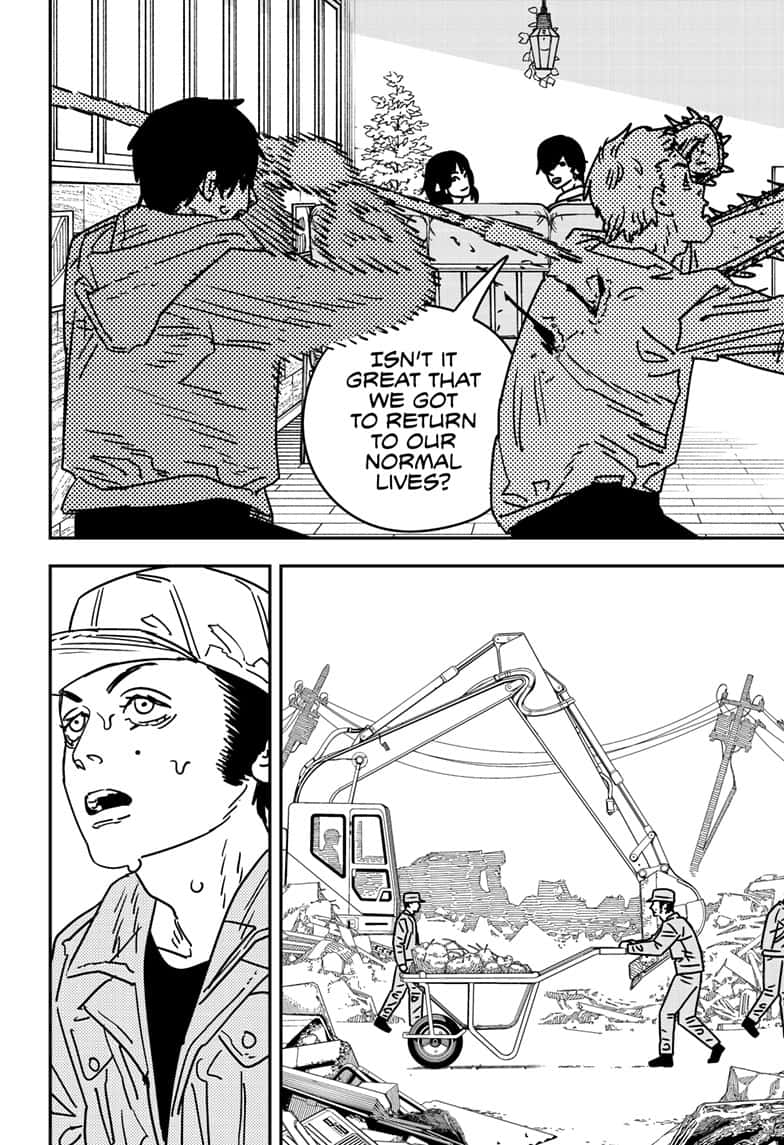 ISN'T IT
GREAT THAT
WE GOT
TO RETURN
TO OUR
NORMAL
LIVES?